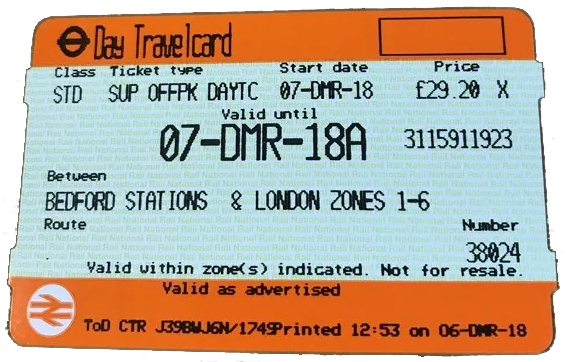 Day Travelcard
Class Ticket type Start date Price
STD SUP OFFPK DAYTC 07-DMR-18 £29.20 X
Valid until
07-DMR-18A 3115911923
Between
BEDFORD STATIONS & LONDON ZONES 1-6
Route Number
38024
Valid within zone(s) indicated. Not for resale.
Valid as advertised
ToD CTR J39BWJ6N/1749Printed 12:53 on 06-DMR-18